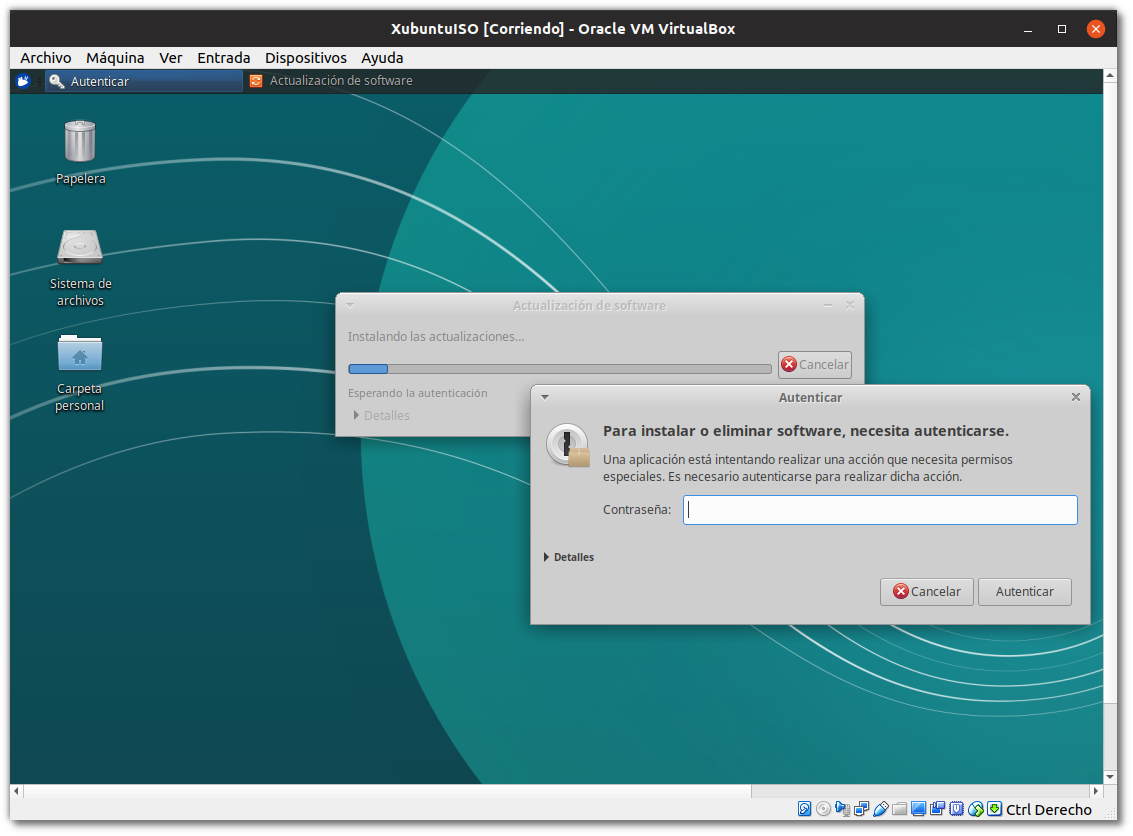 XubuntuISO [Corriendo] - Oracle VM VirtualBox
Archivo Máquina Ver Entrada Dispositivos Ayuda
Autenticar Actualización de software
Papelera
Sistema de
archivos
Carpeta
personal
Actualización de software
Instalando las actualizaciones...
Cancelar
Esperando la autenticación
Detalles
Autenticar
Para instalar o eliminar software, necesita autenticarse.
Una aplicación está intentando realizar una acción que necesita permisos
especiales. Es necesario autenticarse para realizar dicha acción.
Contraseña:
Detalles
Cancelar Autenticar
Ctrl Derecho